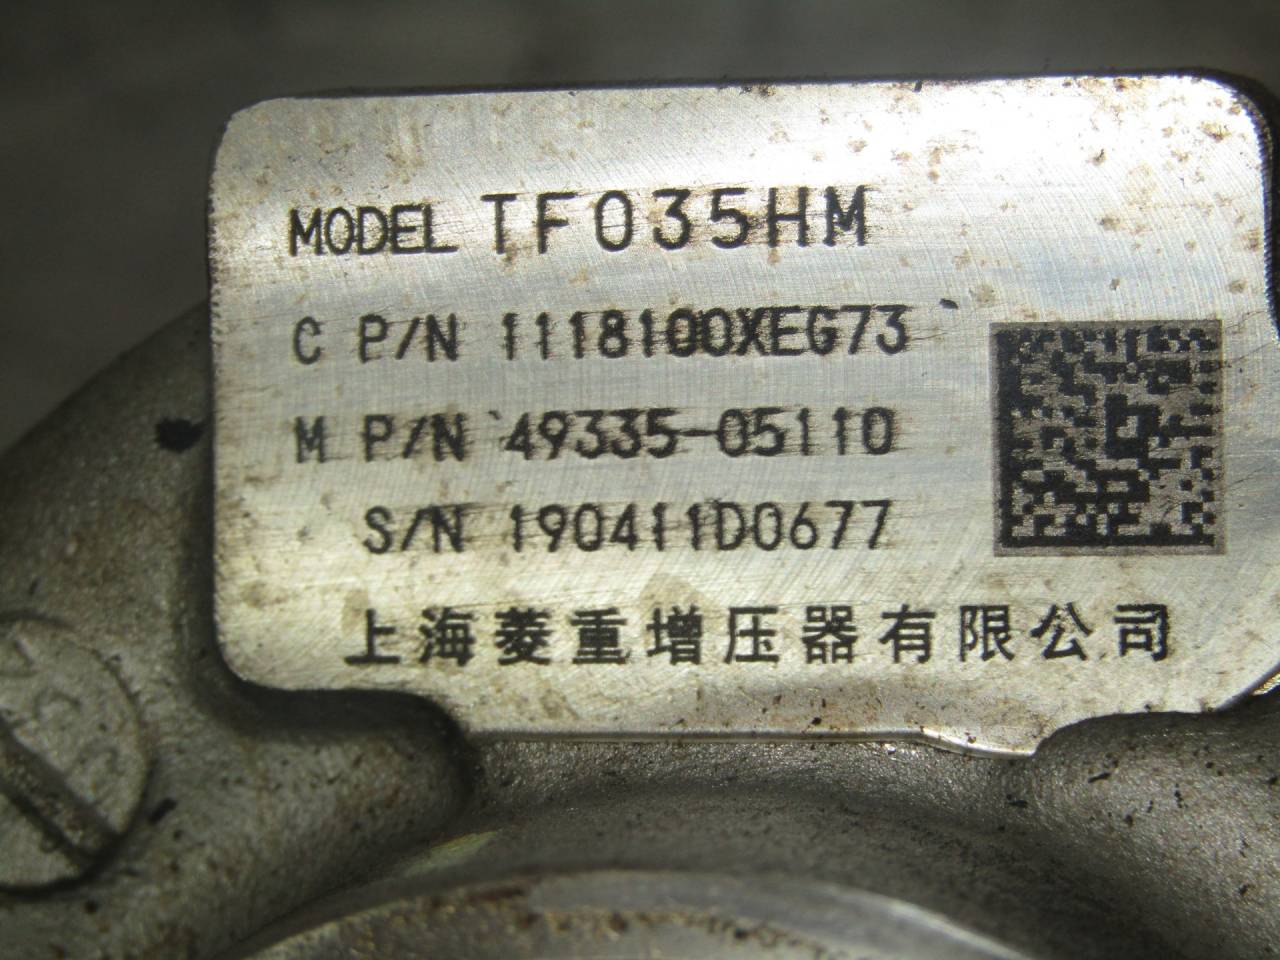 MODEL TF035HM
C P/N 1118100XEG73
M P/N 49335-05110
S/N 190411D0677
上海菱重增压器有限公司